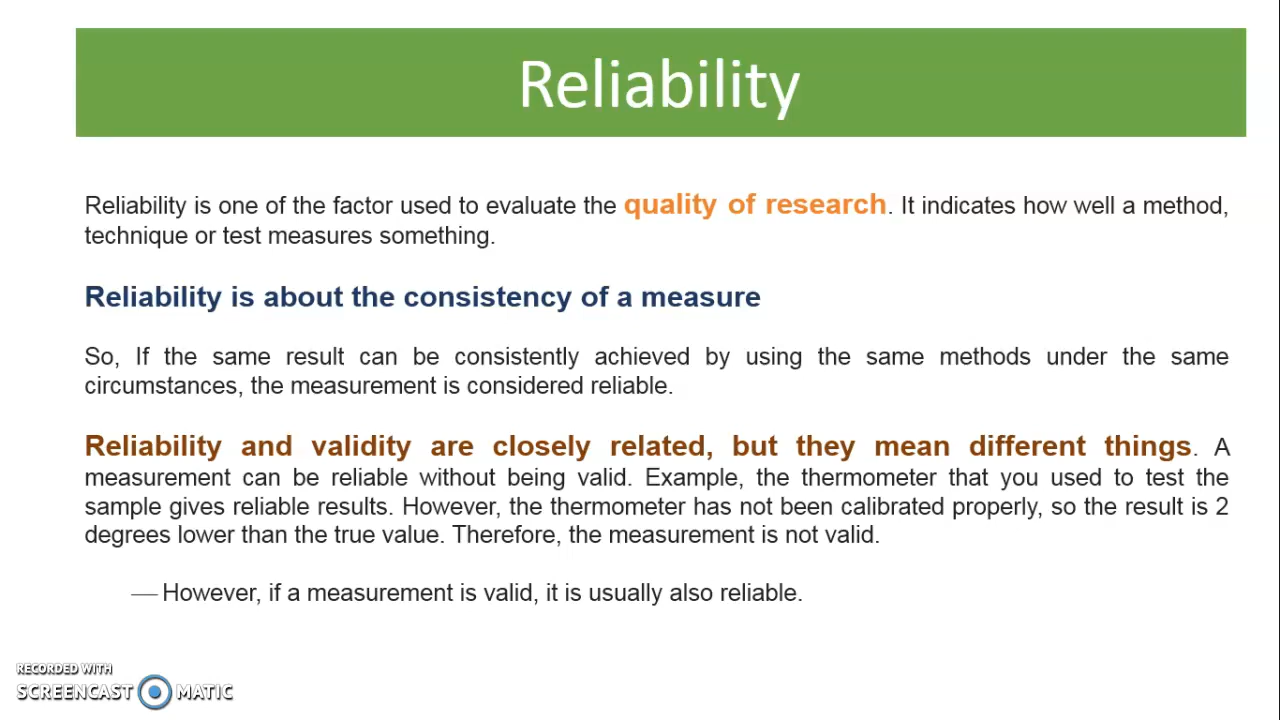 Reliability
Reliability is one of the factor used to evaluate the quality of research. It indicates how well a method,
technique or test measures something.
Reliability is about the consistency of a measure
So, If the same result can be consistently achieved by using the same methods under the same
circumstances, the measurement is considered reliable.
Reliability and validity are closely related, but they mean different things. A
measurement can be reliable without being valid. Example, the thermometer that you used to test the
sample gives reliable results. However, the thermometer has not been calibrated properly, so the result is 2
degrees lower than the true value. Therefore, the measurement is not valid.
— However, if a measurement is valid, it is usually also reliable.
RECORDED WITH
SCREENCAST MATIC